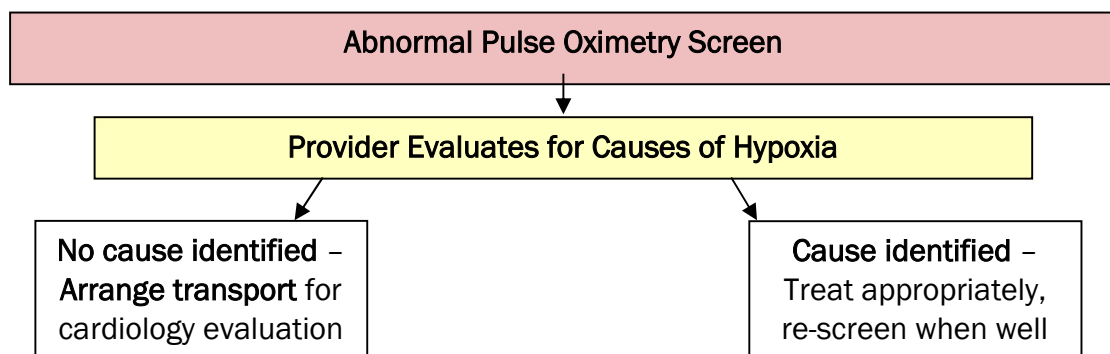 Abnormal Pulse Oximetry Screen
Provider Evaluates for Causes of Hypoxia
No cause identified –
Arrange transport for
cardiology evaluation
Cause identified –
Treat appropriately,
re-screen when well